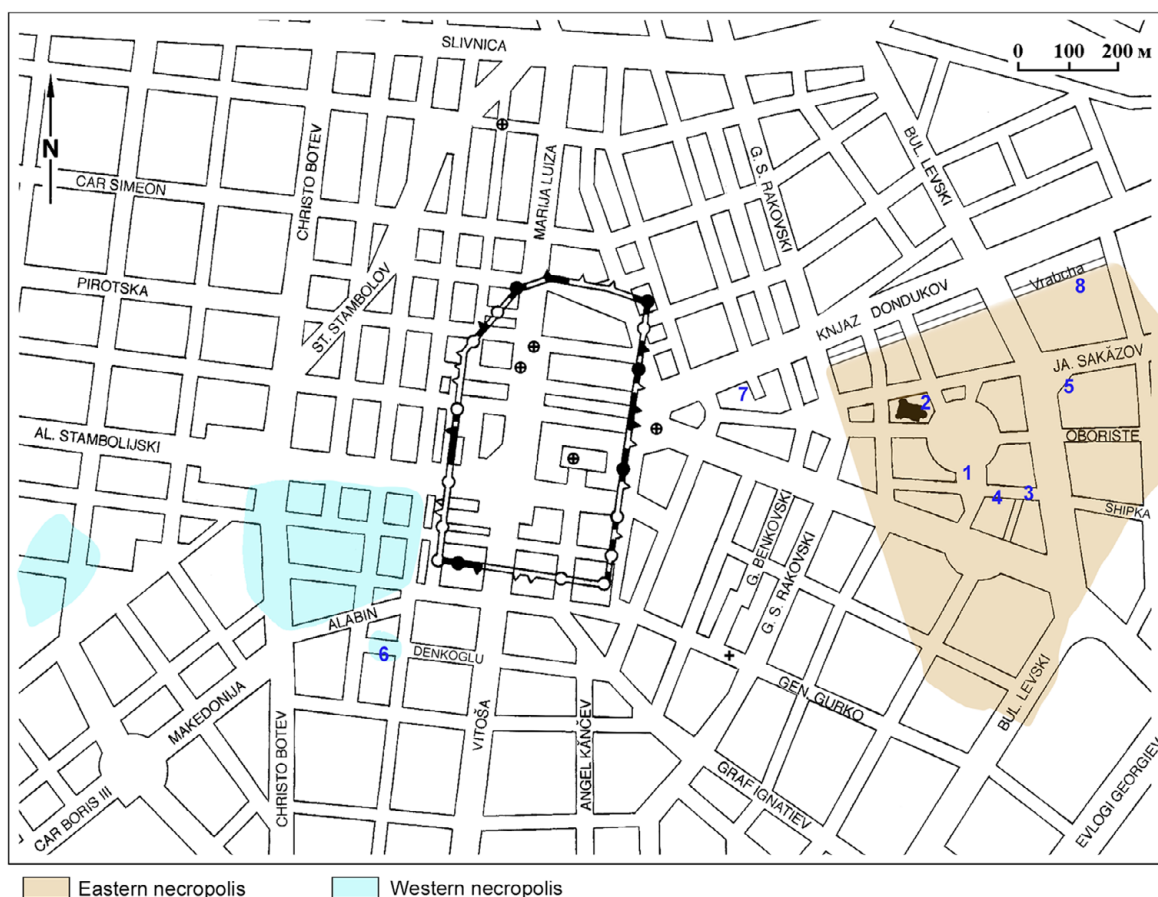 SLIVNICA
0 100 200 м
N
CAR SIMEON
CHRISTO BOTEV
MARIJA LUIZA
G. S. RAKOVSKI
BUL. LEVSKI
PIROTSKA
ST. STAMBOLOV
KNJAZ DONDUKOV
Vrabcha
8
JA. SAKĂZOV
7
2
5
AL. STAMBOLIJSKI
OBORISTE
1
4
3
SHIPKA
G. BENKOVSKI
G. S. RAKOVSKI
ALABIN
6
DENKOGLU
MAKEDONIJA
CHRISTO BOTEV
VITOŠA
ANGEL KĂNČEV
GEN. GURKO
BUL. LEVSKI
GRAF IGNATIEV
CAR BORIS III
EVLOGI GEORGIEV
Eastern necropolis
Western necropolis